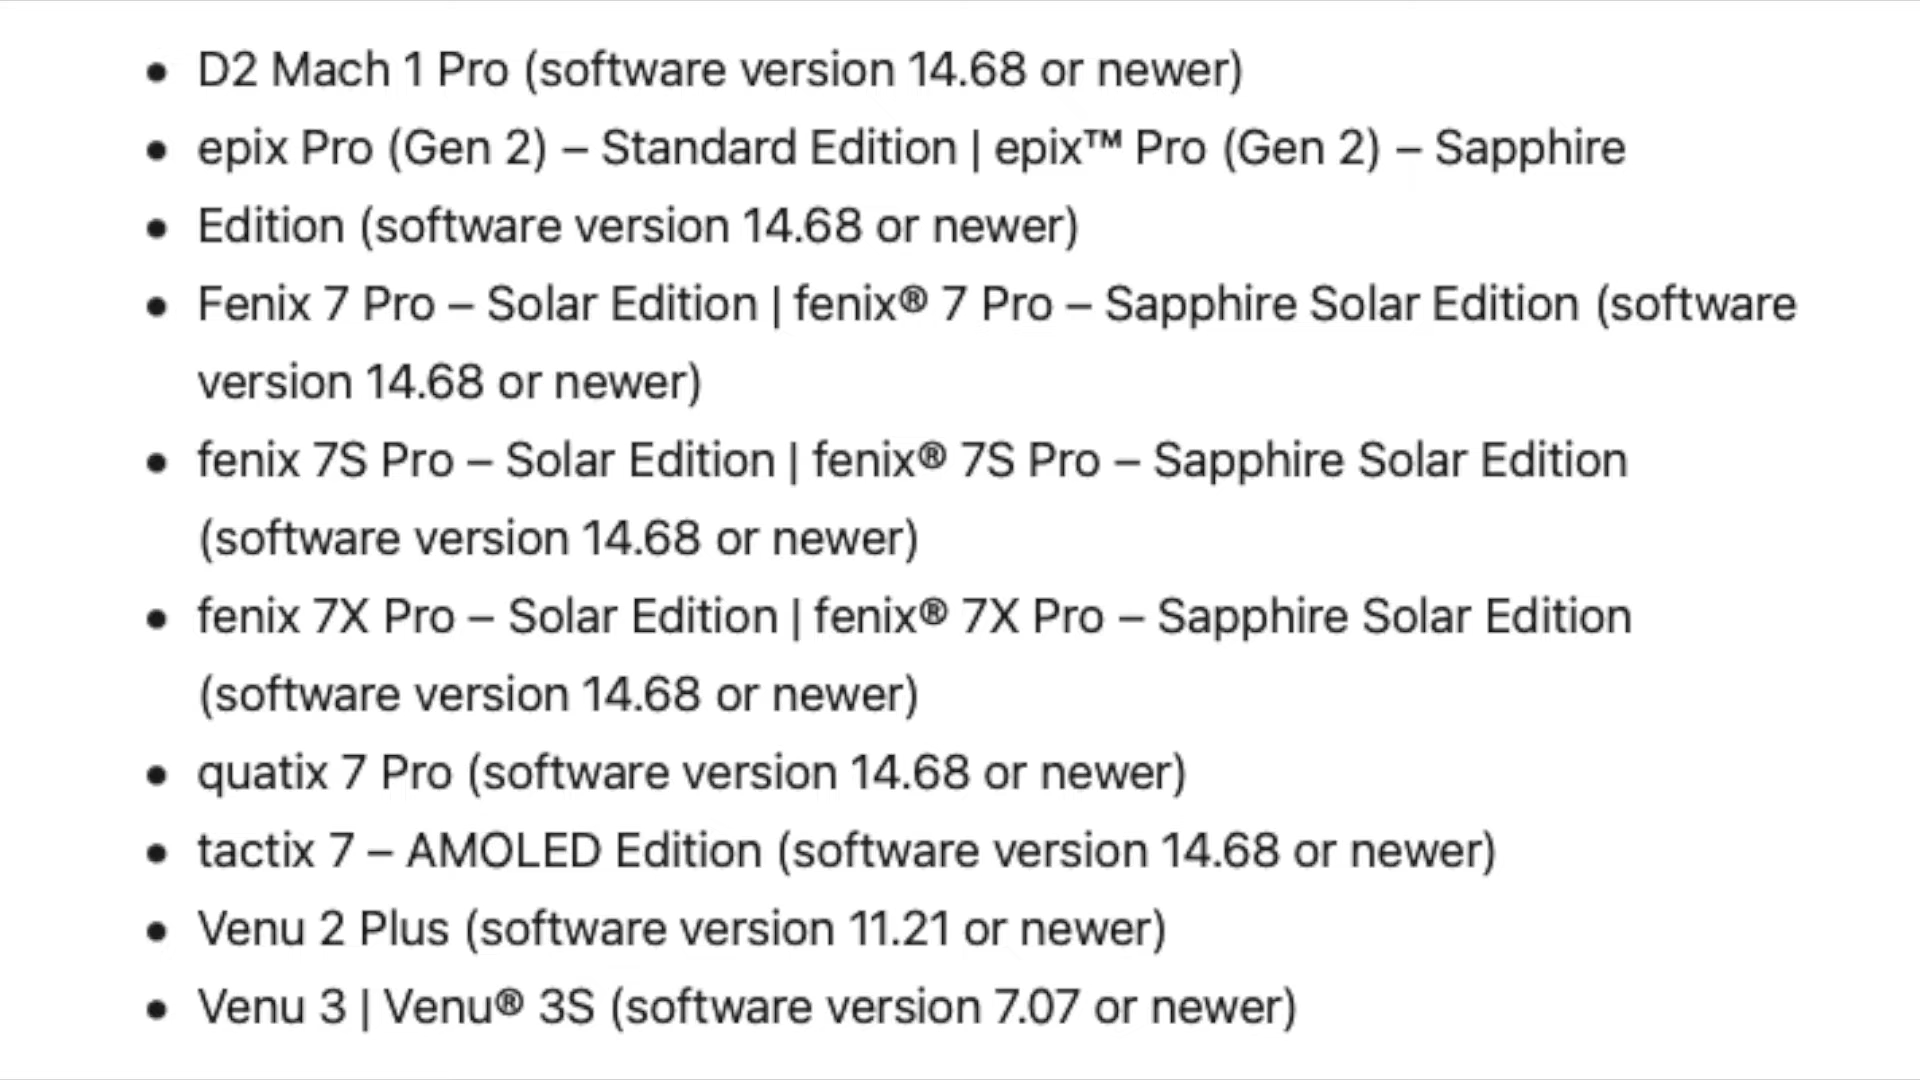 • D2 Mach 1 Pro (software version 14.68 or newer)
• epix Pro (Gen 2) – Standard Edition | epix™ Pro (Gen 2) – Sapphire
• Edition (software version 14.68 or newer)
• Fenix 7 Pro – Solar Edition | fenix® 7 Pro – Sapphire Solar Edition (software
version 14.68 or newer)
• fenix 7S Pro – Solar Edition | fenix® 7S Pro – Sapphire Solar Edition
(software version 14.68 or newer)
• fenix 7X Pro – Solar Edition | fenix® 7X Pro – Sapphire Solar Edition
(software version 14.68 or newer)
• quatix 7 Pro (software version 14.68 or newer)
• tactix 7 – AMOLED Edition (software version 14.68 or newer)
• Venu 2 Plus (software version 11.21 or newer)
• Venu 3 | Venu® 3S (software version 7.07 or newer)